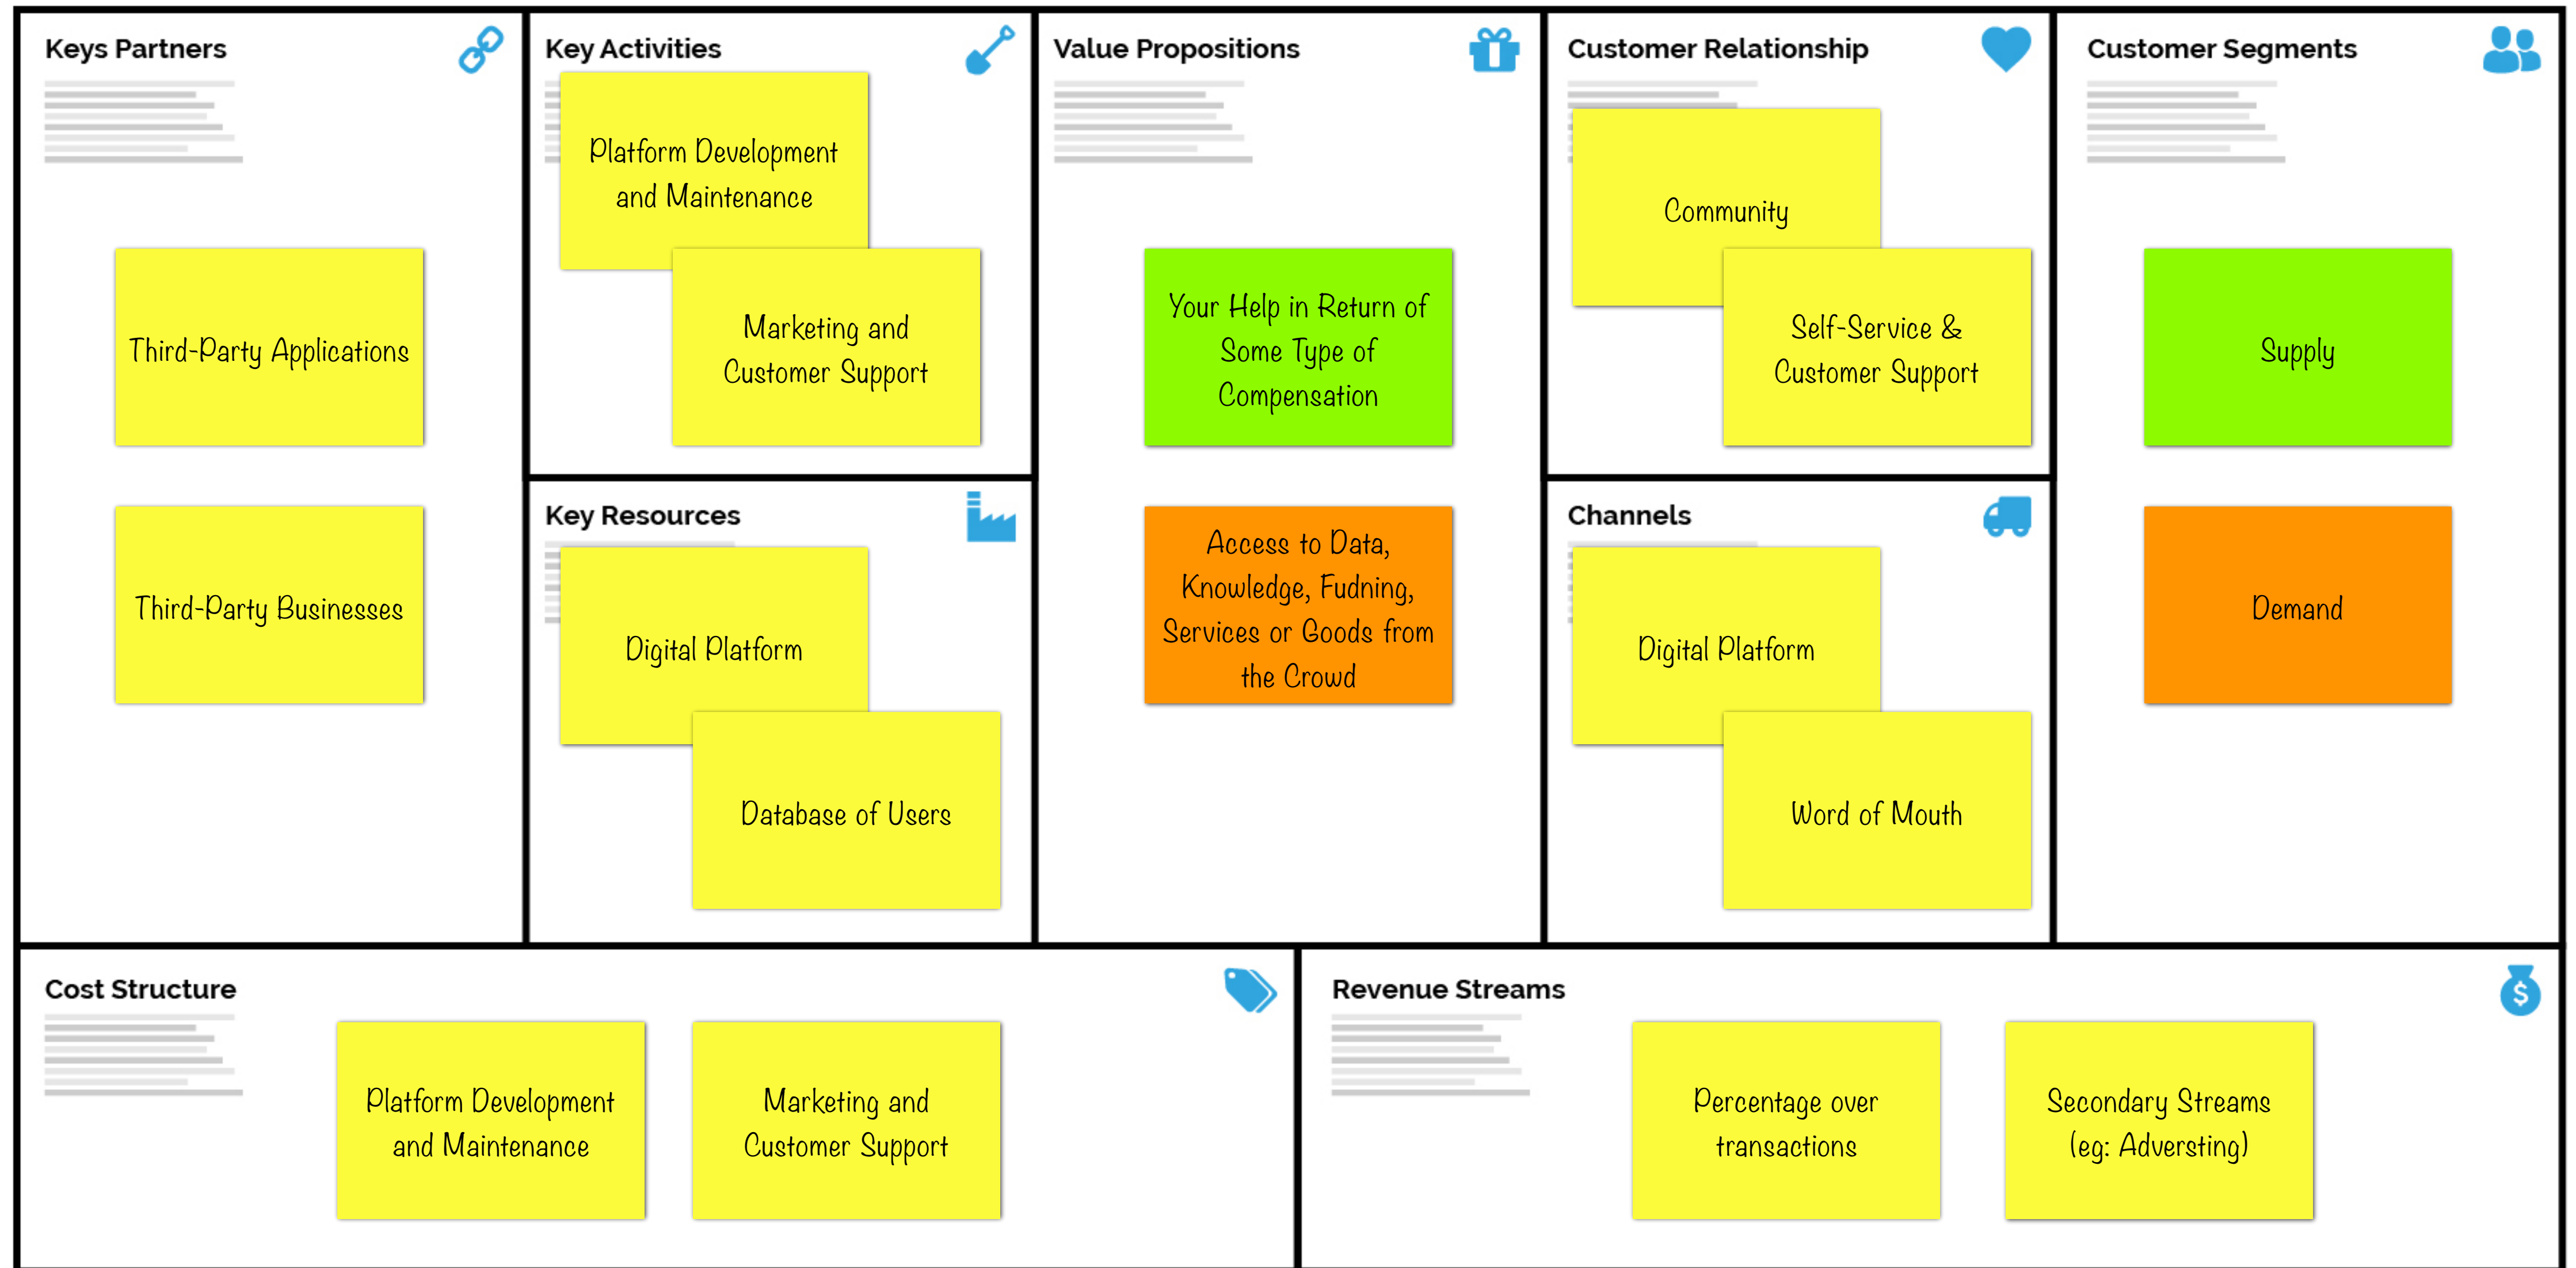 Keys Partners
Third-Party Applications
Third-Party Businesses
Key Activities
Platform Development
and Maintenance
Marketing and
Customer Support
Key Resources
Digital Platform
Database of Users
Value Propositions
Your Help in Return of
Some Type of
Compensation
Access to Data,
Knowledge, Fudning,
Services or Goods from
the Crowd
Customer Relationship
Community
Self-Service &
Customer Support
Channels
Digital Platform
Word of Mouth
Customer Segments
Supply
Demand
Cost Structure
Platform Development
and Maintenance
Marketing and
Customer Support
Revenue Streams
$
Percentage over
transactions
Secondary Streams
(eg: Adversting)